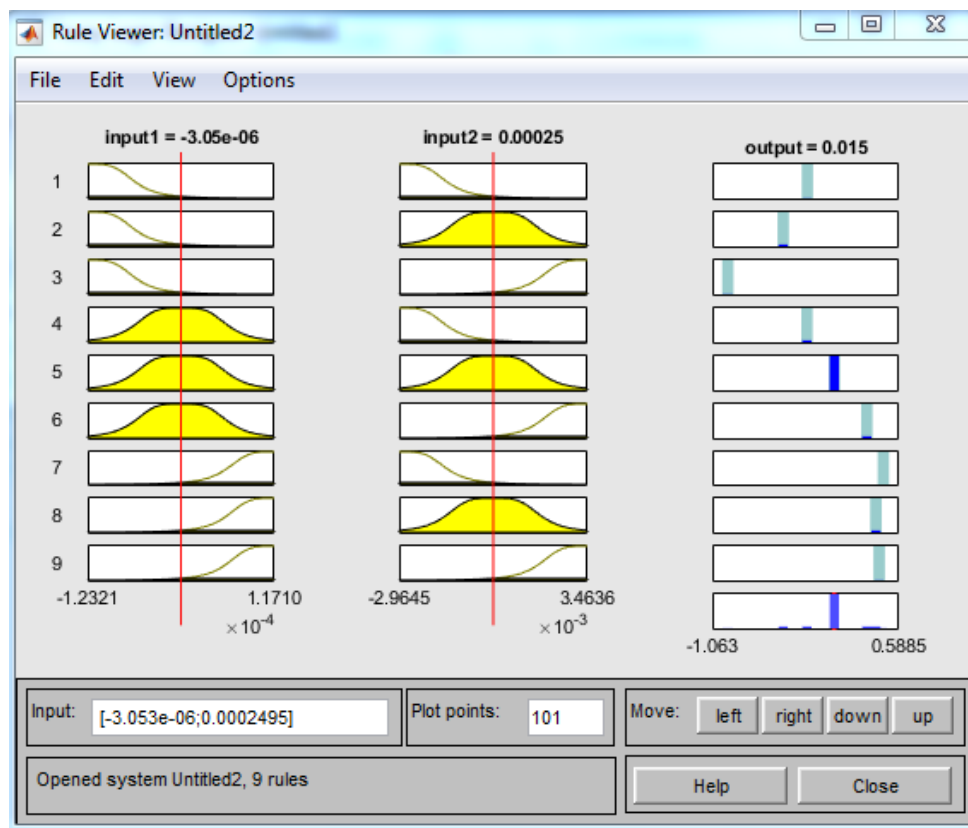 Rule Viewer: Untitled2
File Edit View Options
input1 = -3.05e-06 input2 = 0.00025 output = 0.015
1
2
3
4
5
6
7
8
9
-1.2321 1.1710 -2.9645 3.4636
×10-4 ×10-3
-1.063 0.5885
Input: [-3.053e-06;0.0002495] Plot points: 101 Move: left right down up
Opened system Untitled2, 9 rules Help Close